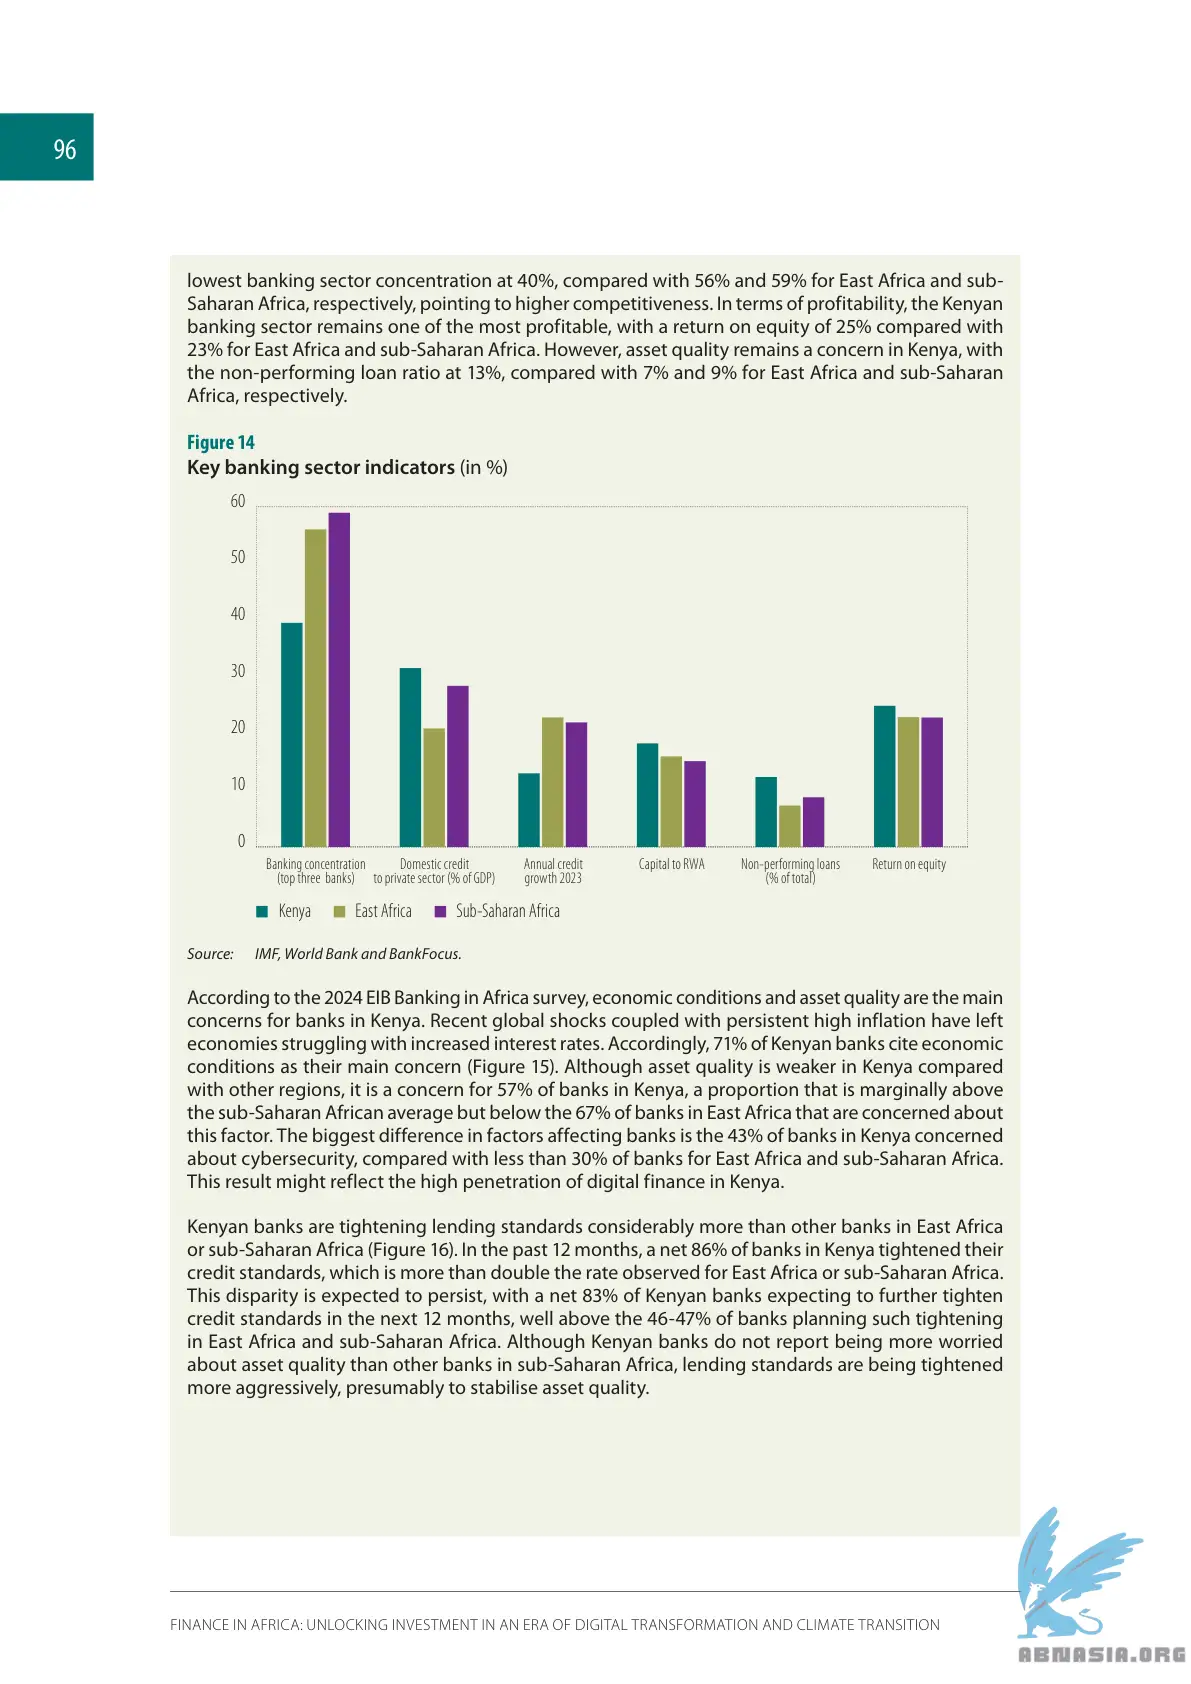 96
lowest banking sector concentration at 40%, compared with 56% and 59% for East Africa and sub-
Saharan Africa, respectively, pointing to higher competitiveness. In terms of profitability, the Kenyan
banking sector remains one of the most profitable, with a return on equity of 25% compared with
23% for East Africa and sub-Saharan Africa. However, asset quality remains a concern in Kenya, with
the non-performing loan ratio at 13%, compared with 7% and 9% for East Africa and sub-Saharan
Africa, respectively.
Figure 14
Key banking sector indicators (in %)
60
50
40
30
20
10
0
Banking concentration
(top three banks)
Domestic credit
to private sector (% of GDP)
Annual credit
growth 2023
Capital to RWA
Non-performing loans
(% of total)
Return on equity
Kenya East Africa Sub-Saharan Africa
Source: IMF, World Bank and BankFocus.
According to the 2024 EIB Banking in Africa survey, economic conditions and asset quality are the main
concerns for banks in Kenya. Recent global shocks coupled with persistent high inflation have left
economies struggling with increased interest rates. Accordingly, 71% of Kenyan banks cite economic
conditions as their main concern (Figure 15). Although asset quality is weaker in Kenya compared
with other regions, it is a concern for 57% of banks in Kenya, a proportion that is marginally above
the sub-Saharan African average but below the 67% of banks in East Africa that are concerned about
this factor. The biggest difference in factors affecting banks is the 43% of banks in Kenya concerned
about cybersecurity, compared with less than 30% of banks for East Africa and sub-Saharan Africa.
This result might reflect the high penetration of digital finance in Kenya.
Kenyan banks are tightening lending standards considerably more than other banks in East Africa
or sub-Saharan Africa (Figure 16). In the past 12 months, a net 86% of banks in Kenya tightened their
credit standards, which is more than double the rate observed for East Africa or sub-Saharan Africa.
This disparity is expected to persist, with a net 83% of Kenyan banks expecting to further tighten
credit standards in the next 12 months, well above the 46-47% of banks planning such tightening
in East Africa and sub-Saharan Africa. Although Kenyan banks do not report being more worried
about asset quality than other banks in sub-Saharan Africa, lending standards are being tightened
more aggressively, presumably to stabilise asset quality.
FINANCE IN AFRICA: UNLOCKING INVESTMENT IN AN ERA OF DIGITAL TRANSFORMATION AND CLIMATE TRANSITION
ABNASIA.ORG